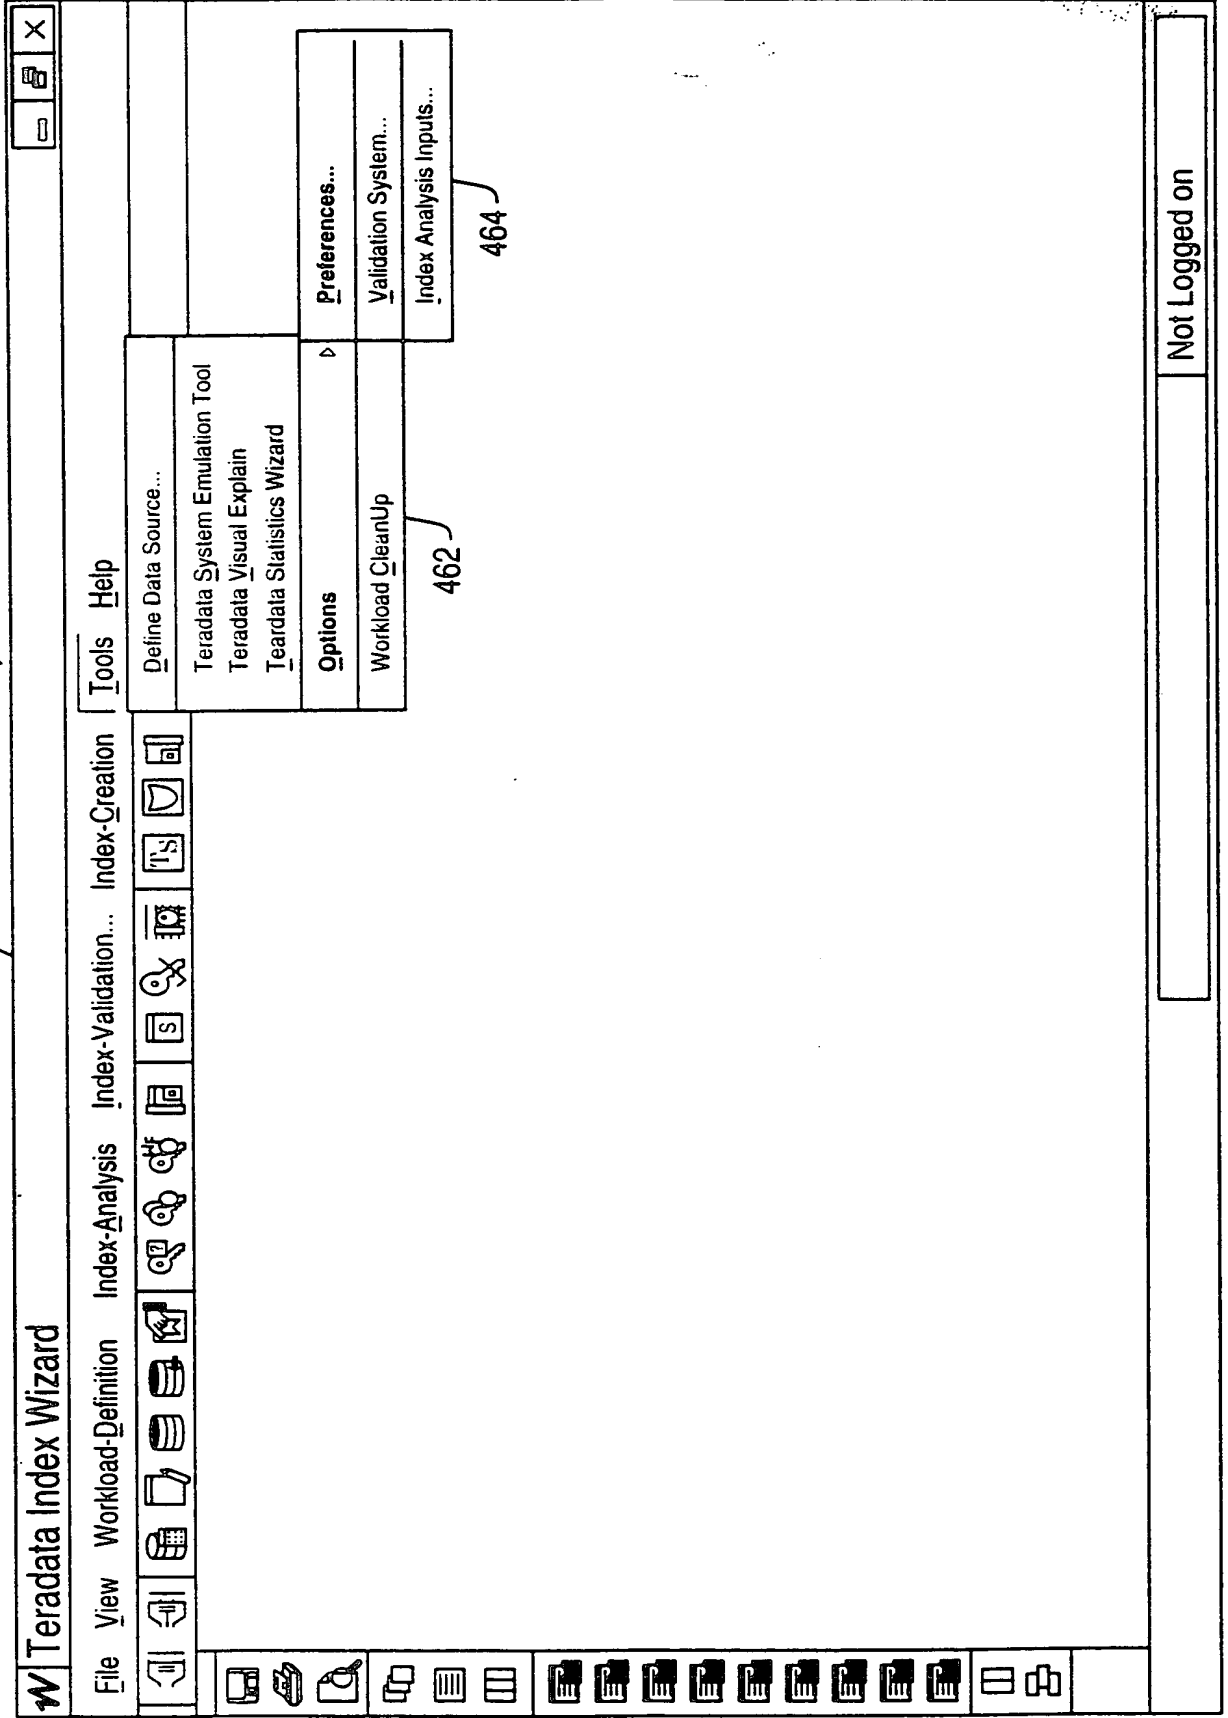 Teradata Index Wizard
File View Workload-Definition Index-Analysis Index-Validation... Index-Creation Tools Help
TS
S
Define Data Source...
Teradata System Emulation Tool
Teradata Visual Explain
Teardata Statistics Wizard
Options
Workload CleanUp
Preferences...
Validation System...
Index Analysis Inputs...
462
464
Not Logged on